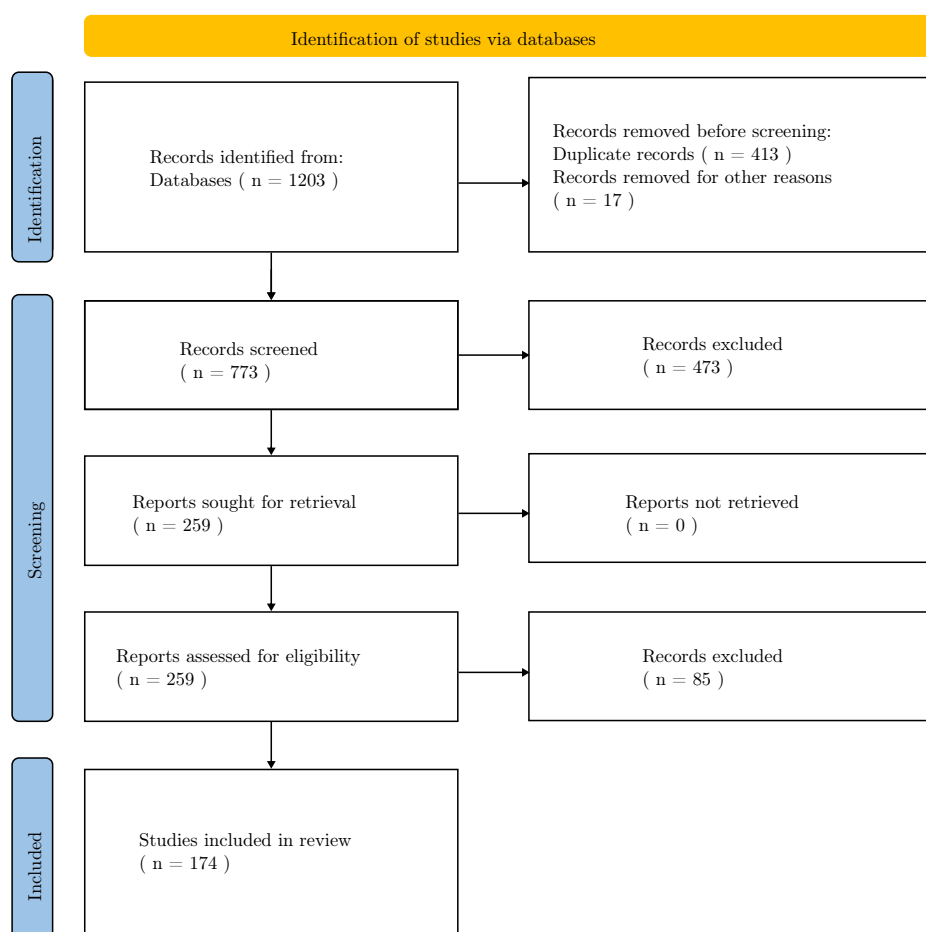 Identification of studies via databases
Identification
Records identified from:
Databases ( n = 1203 )
Records removed before screening:
Duplicate records ( n = 413 )
Records removed for other reasons
( n = 17 )
Screening
Records screened
( n = 773 )
Records excluded
( n = 473 )
Reports sought for retrieval
( n = 259 )
Reports not retrieved
( n = 0 )
Reports assessed for eligibility
( n = 259 )
Records excluded
( n = 85 )
Included
Studies included in review
( n = 174 )